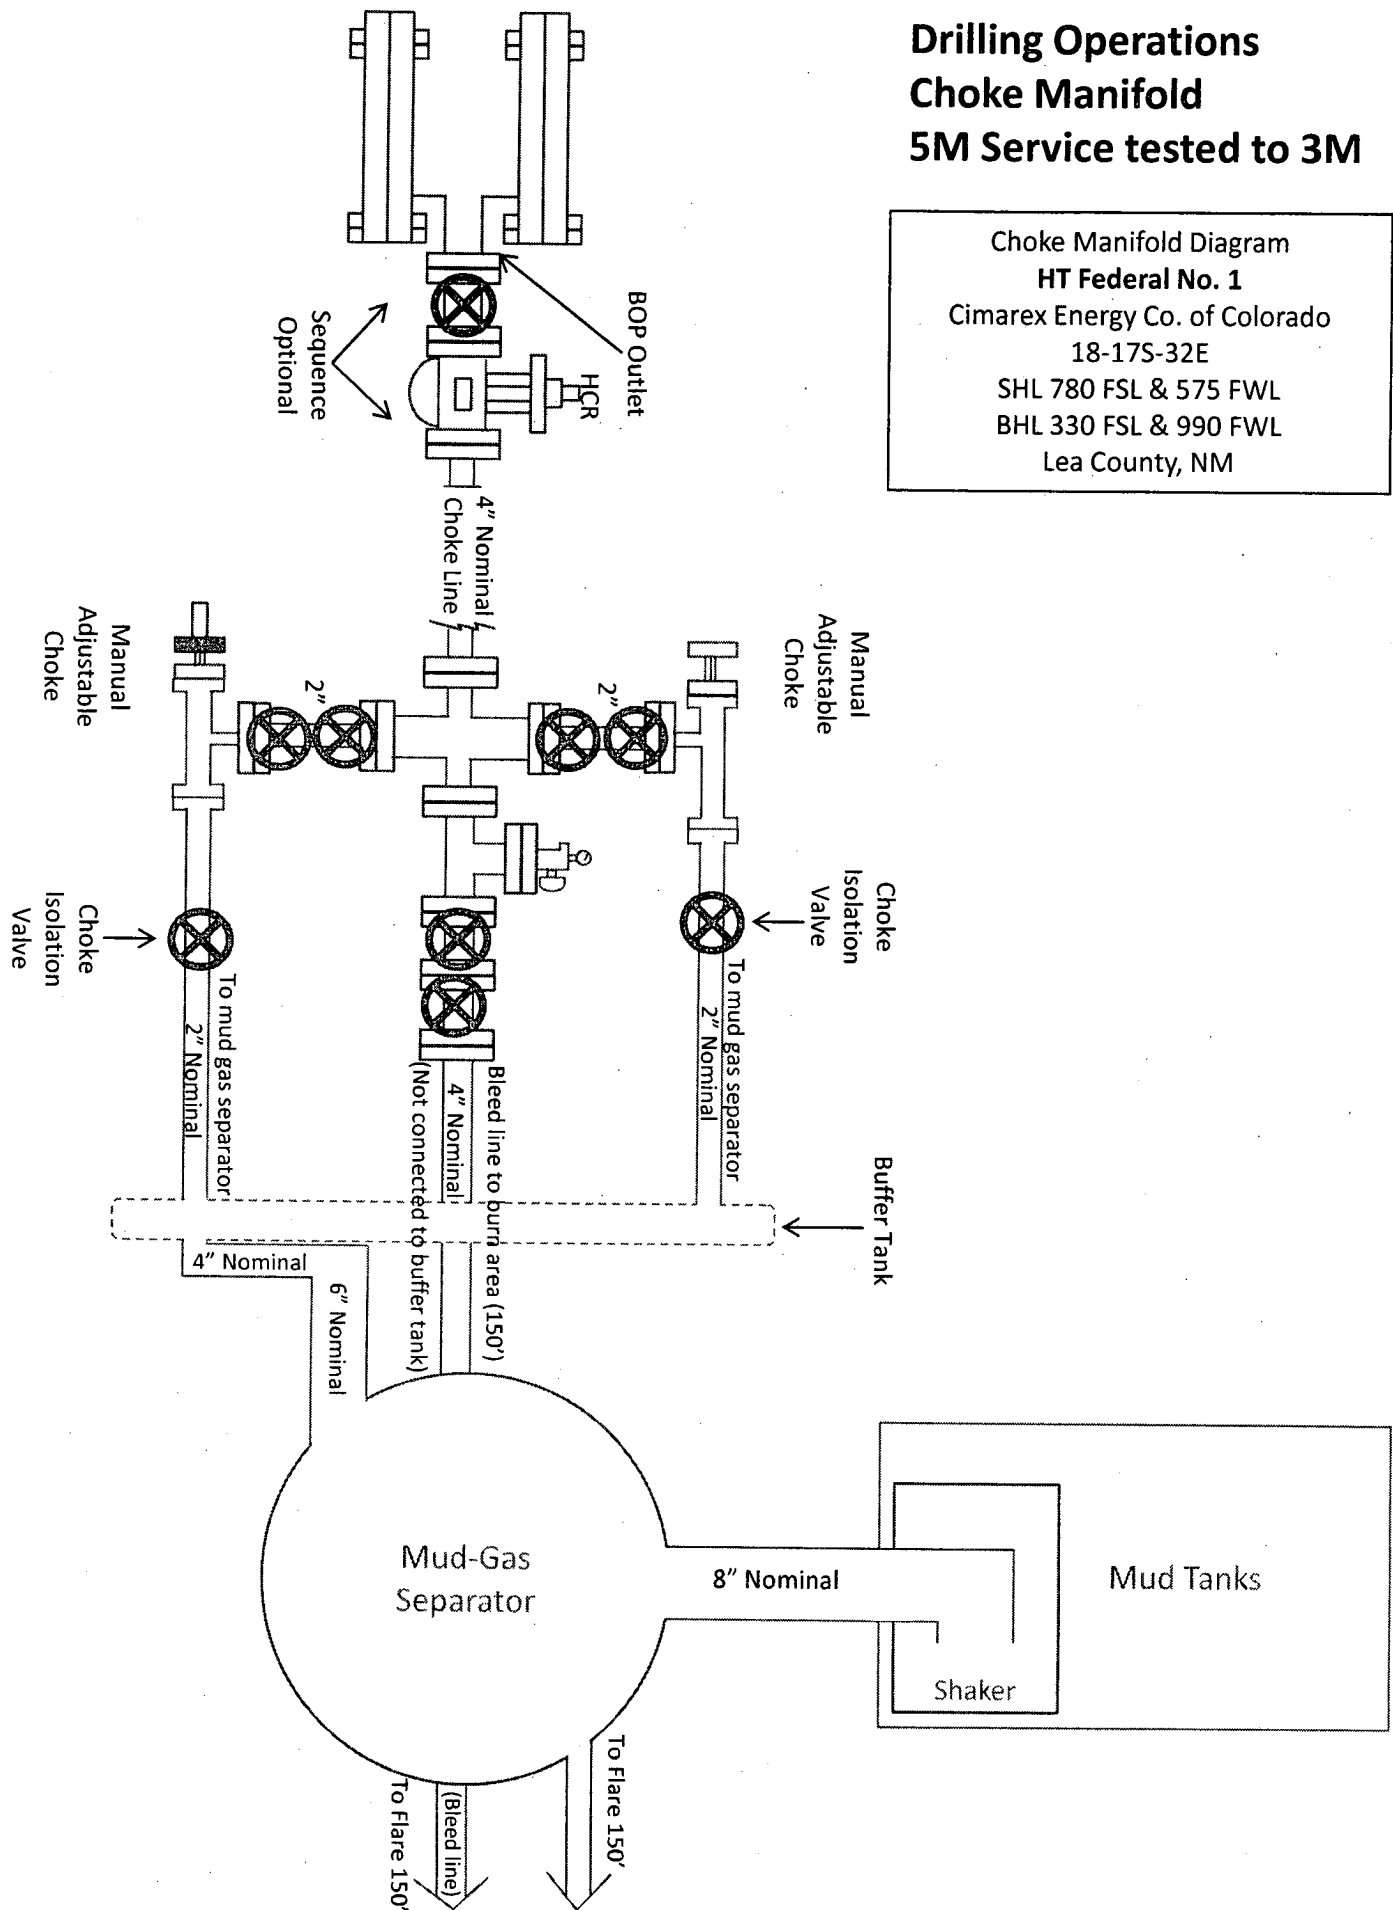 Drilling Operations
Choke Manifold
5M Service tested to 3M
Choke Manifold Diagram
HT Federal No. 1
Cimarex Energy Co. of Colorado
18-17S-32E
SHL 780 FSL & 575 FWL
BHL 330 FSL & 990 FWL
Lea County, NM
BOP Outlet
HCR
Sequence
Optional
4" Nominal
Choke Line
Manual
Adjustable
Choke
2"
2"
Manual
Adjustable
Choke
Choke
Isolation
Valve
Choke
Isolation
Valve
To mud gas separator
2" Nominal
Bleed line to burn area (150')
4" Nominal
(Not connected to buffer tank)
To mud gas separator
2" Nominal
Buffer Tank
4" Nominal
6" Nominal
Mud-Gas
Separator
8" Nominal
Mud Tanks
Shaker
To Flare 150'
(Bleed line)
To Flare 150'